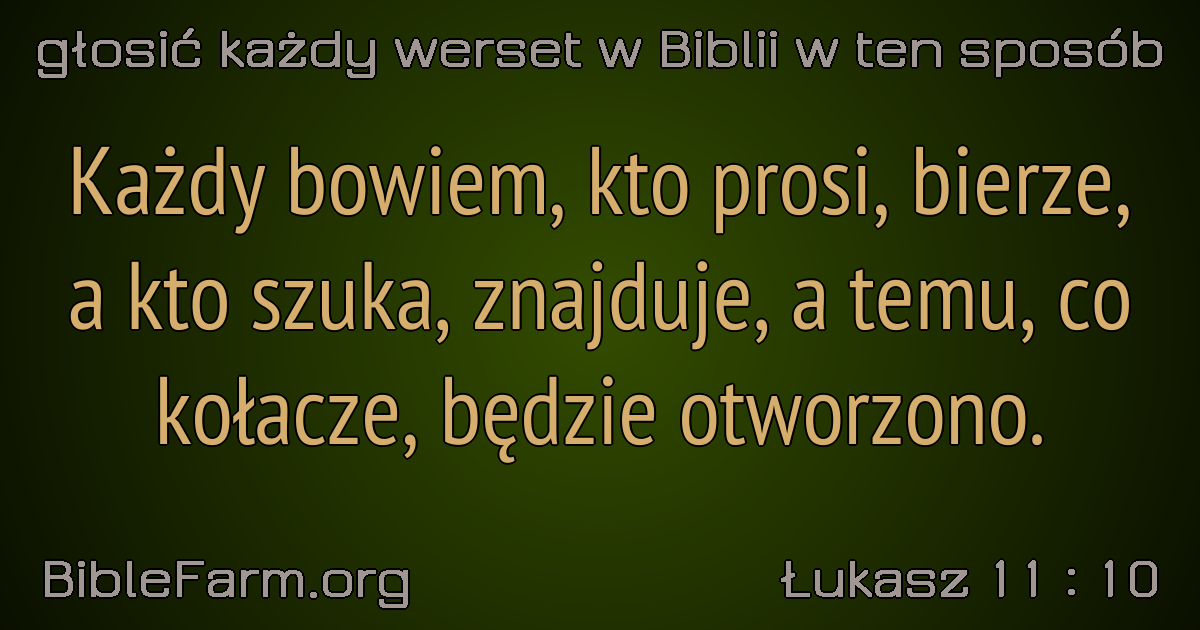 głosić każdy werset w Biblii w ten sposób
Każdy bowiem, kto prosi, bierze,
a kto szuka, znajduje, a temu, co
kołacze, będzie otworzono.
BibleFarm.org
Łukasz 11 : 10